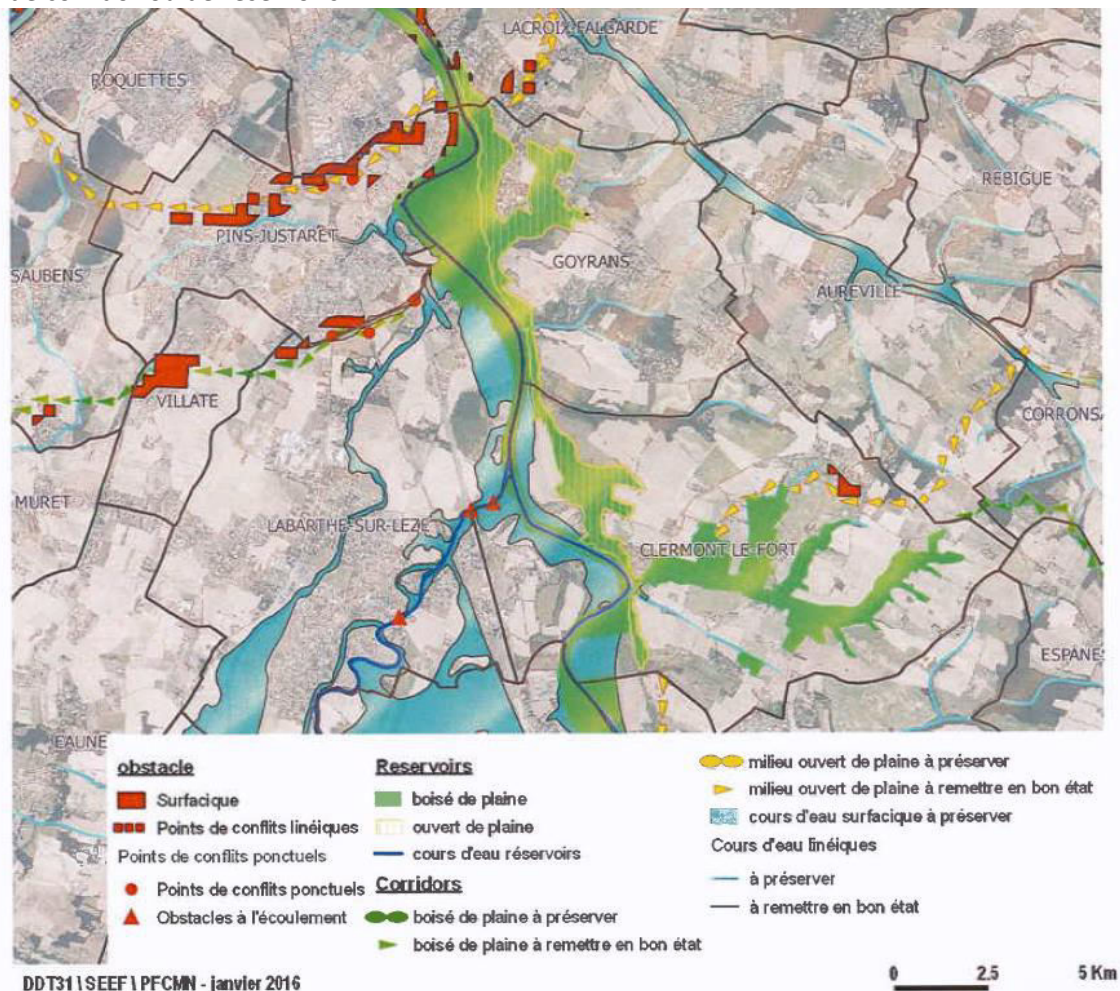 LACROIX-FALGARDE
ROQUETTES
REBIGUE
PINS-JUSTARET
GOYRANS
SAUBENS
AUREVILLE
VILLATE
CORRONSA
MURET
LABARTHE-SUR-LEZE
CLERMONT-LE-FORT
ESPANE
EAUNE
obstacle
Surfacique
Points de conflits linéiques
Points de conflits ponctuels
Points de conflits ponctuels
Obstacles à l'écoulement
Reservoirs
boisé de plaine
ouvert de plaine
cours d'eau réservoirs
Corridors
boisé de plaine à préserver
boisé de plaine à remettre en bon état
milieu ouvert de plaine à préserver
milieu ouvert de plaine à remettre en bon état
cours d'eau surfacique à préserver
Cours d'eau linéiques
à préserver
à remettre en bon état
DDT31 \ SEEF \ PFCMN - janvier 2016
0 2.5 5 Km